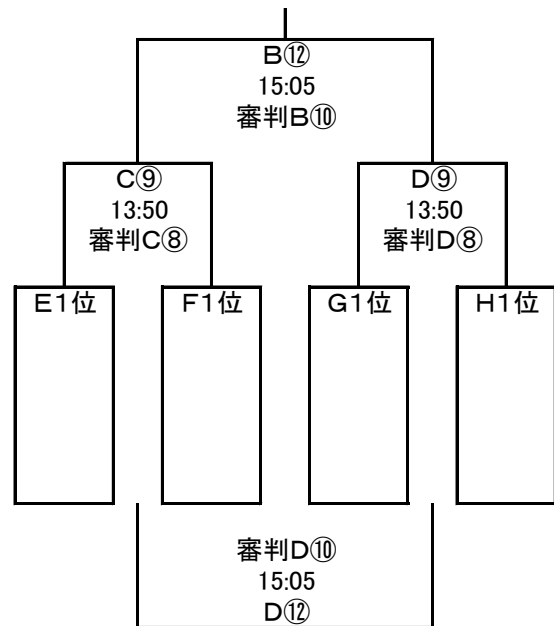 B⑫
15:05
審判B⑩
C⑨
13:50
審判C⑧
D⑨
13:50
審判D⑧
E1位
F1位
G1位
H1位
審判D⑩
15:05
D⑫